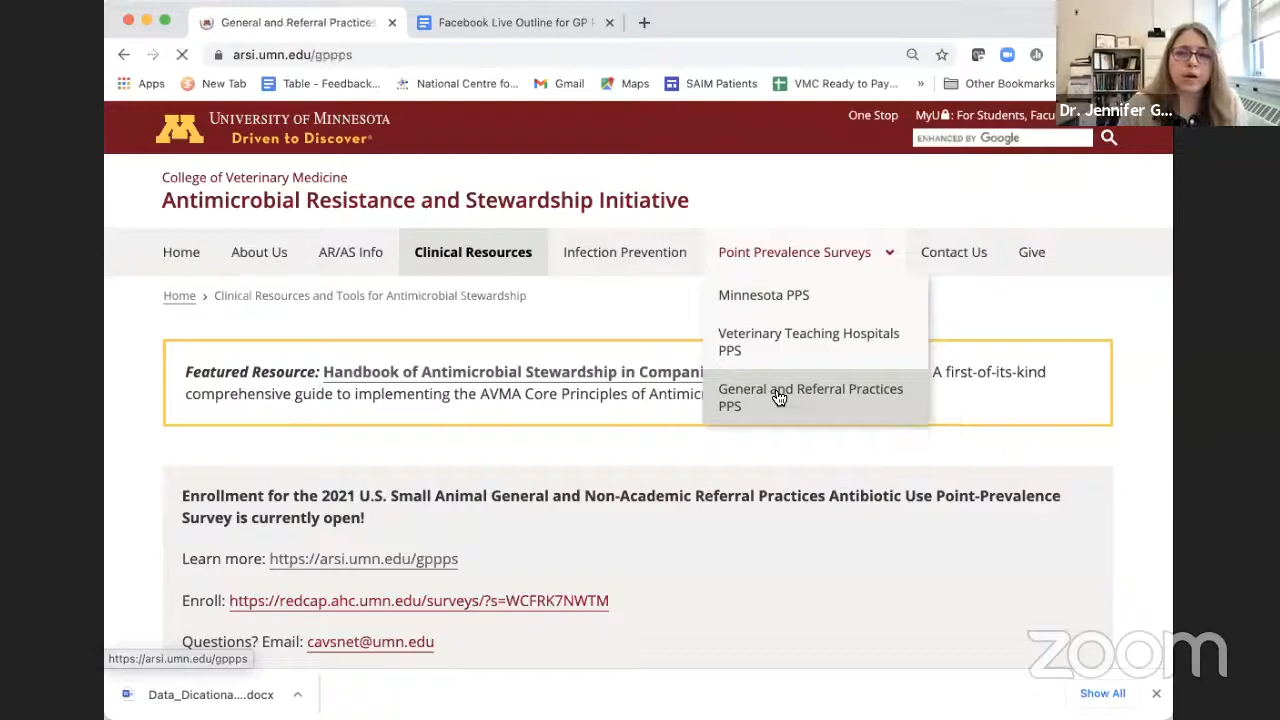 General and Referral Practices
Facebook Live Outline for GP
arsi.umn.edu/gppps
Apps
New Tab
Table - Feedback...
National Centre fo...
Gmail
Maps
SAIM Patients
VMC Ready to Pay...
»
Other Bookmarks
Dr. Jennifer G...
UNIVERSITY OF MINNESOTA
Driven to Discover®
One Stop
MyU: For Students, Facu
ENHANCED BY Google
College of Veterinary Medicine
Antimicrobial Resistance and Stewardship Initiative
Home
About Us
AR/AS Info
Clinical Resources
Infection Prevention
Point Prevalence Surveys
Contact Us
Give
Minnesota PPS
Veterinary Teaching Hospitals
PPS
General and Referral Practices
PPS
Home › Clinical Resources and Tools for Antimicrobial Stewardship
Featured Resource: Handbook of Antimicrobial Stewardship in Compani A first-of-its-kind
comprehensive guide to implementing the AVMA Core Principles of Antimicr
Enrollment for the 2021 U.S. Small Animal General and Non-Academic Referral Practices Antibiotic Use Point-Prevalence
Survey is currently open!
Learn more: https://arsi.umn.edu/gppps
Enroll: https://redcap.ahc.umn.edu/surveys/?s=WCFRK7NWTM
Questions? Email: cavsnet@umn.edu
https://arsi.umn.edu/gppps
zoom
Data_Dicationa....docx
Show All